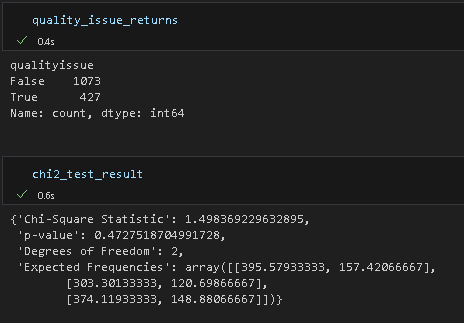 quality_issue_returns
0.4s
qualityissue
False    1073
True      427
Name: count, dtype: int64
chi2_test_result
0.6s
{'Chi-Square Statistic': 1.498369229632895,
 'p-value': 0.4727518704991728,
 'Degrees of Freedom': 2,
 'Expected Frequencies': array([[395.57933333, 157.42066667],
        [303.30133333, 120.69866667],
        [374.11933333, 148.88066667]])}